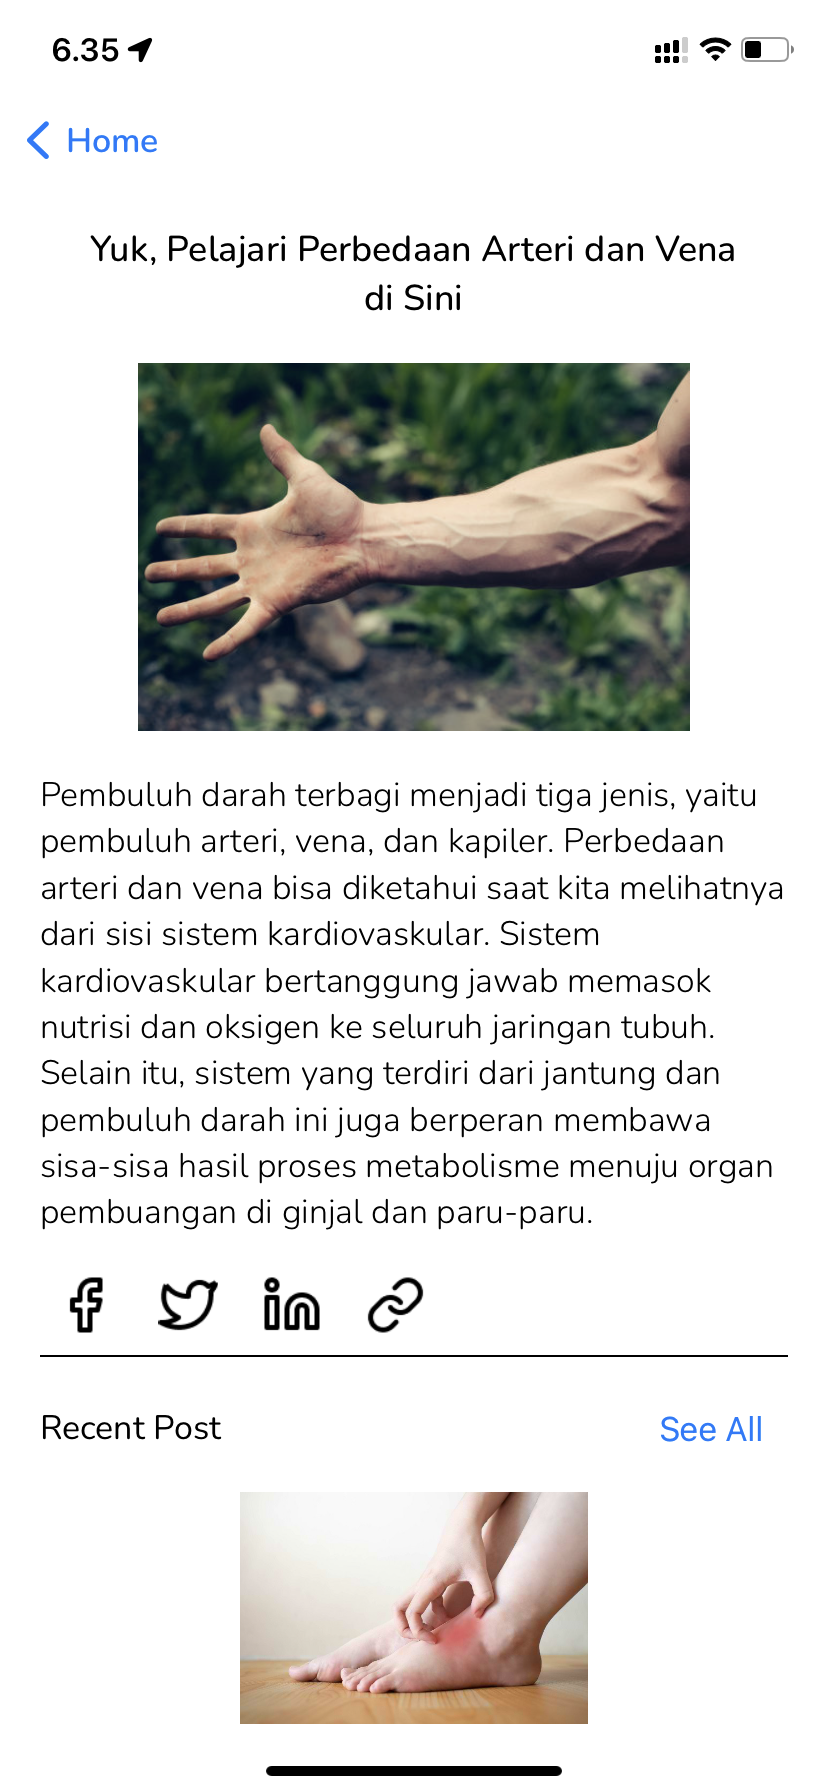 6.35
Home
Yuk, Pelajari Perbedaan Arteri dan Vena
di Sini
Pembuluh darah terbagi menjadi tiga jenis, yaitu
pembuluh arteri, vena, dan kapiler. Perbedaan
arteri dan vena bisa diketahui saat kita melihatnya
dari sisi sistem kardiovaskular. Sistem
kardiovaskular bertanggung jawab memasok
nutrisi dan oksigen ke seluruh jaringan tubuh.
Selain itu, sistem yang terdiri dari jantung dan
pembuluh darah ini juga berperan membawa
sisa-sisa hasil proses metabolisme menuju organ
pembuangan di ginjal dan paru-paru.
Recent Post
See All